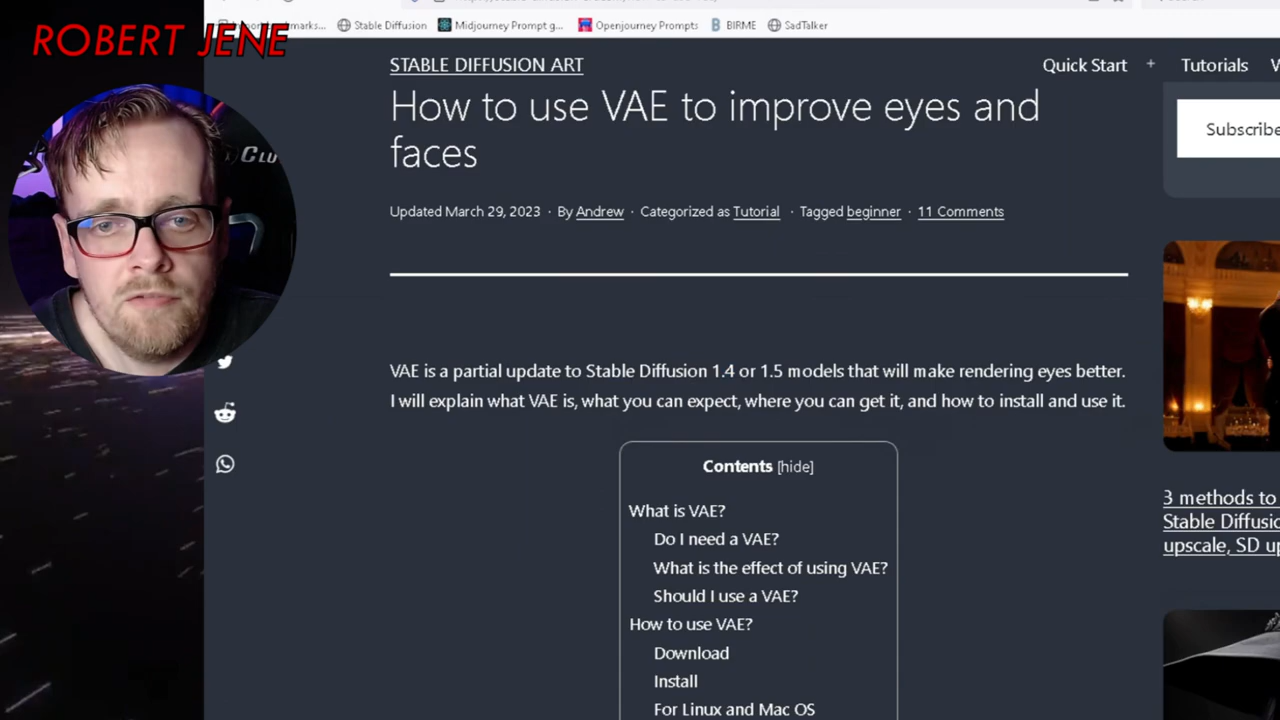 ROBERT JENE
Stable Diffusion
Midjourney Prompt g...
Openjourney Prompts
BIRME
SadTalker
STABLE DIFFUSION ART
Quick Start +
Tutorials
How to use VAE to improve eyes and
faces
Subscribe
Updated March 29, 2023 · By Andrew · Categorized as Tutorial · Tagged beginner · 11 Comments
VAE is a partial update to Stable Diffusion 1.4 or 1.5 models that will make rendering eyes better.
I will explain what VAE is, what you can expect, where you can get it, and how to install and use it.
Contents [hide]
What is VAE?
Do I need a VAE?
What is the effect of using VAE?
Should I use a VAE?
How to use VAE?
Download
Install
For Linux and Mac OS
3 methods to
Stable Diffusio
upscale, SD up